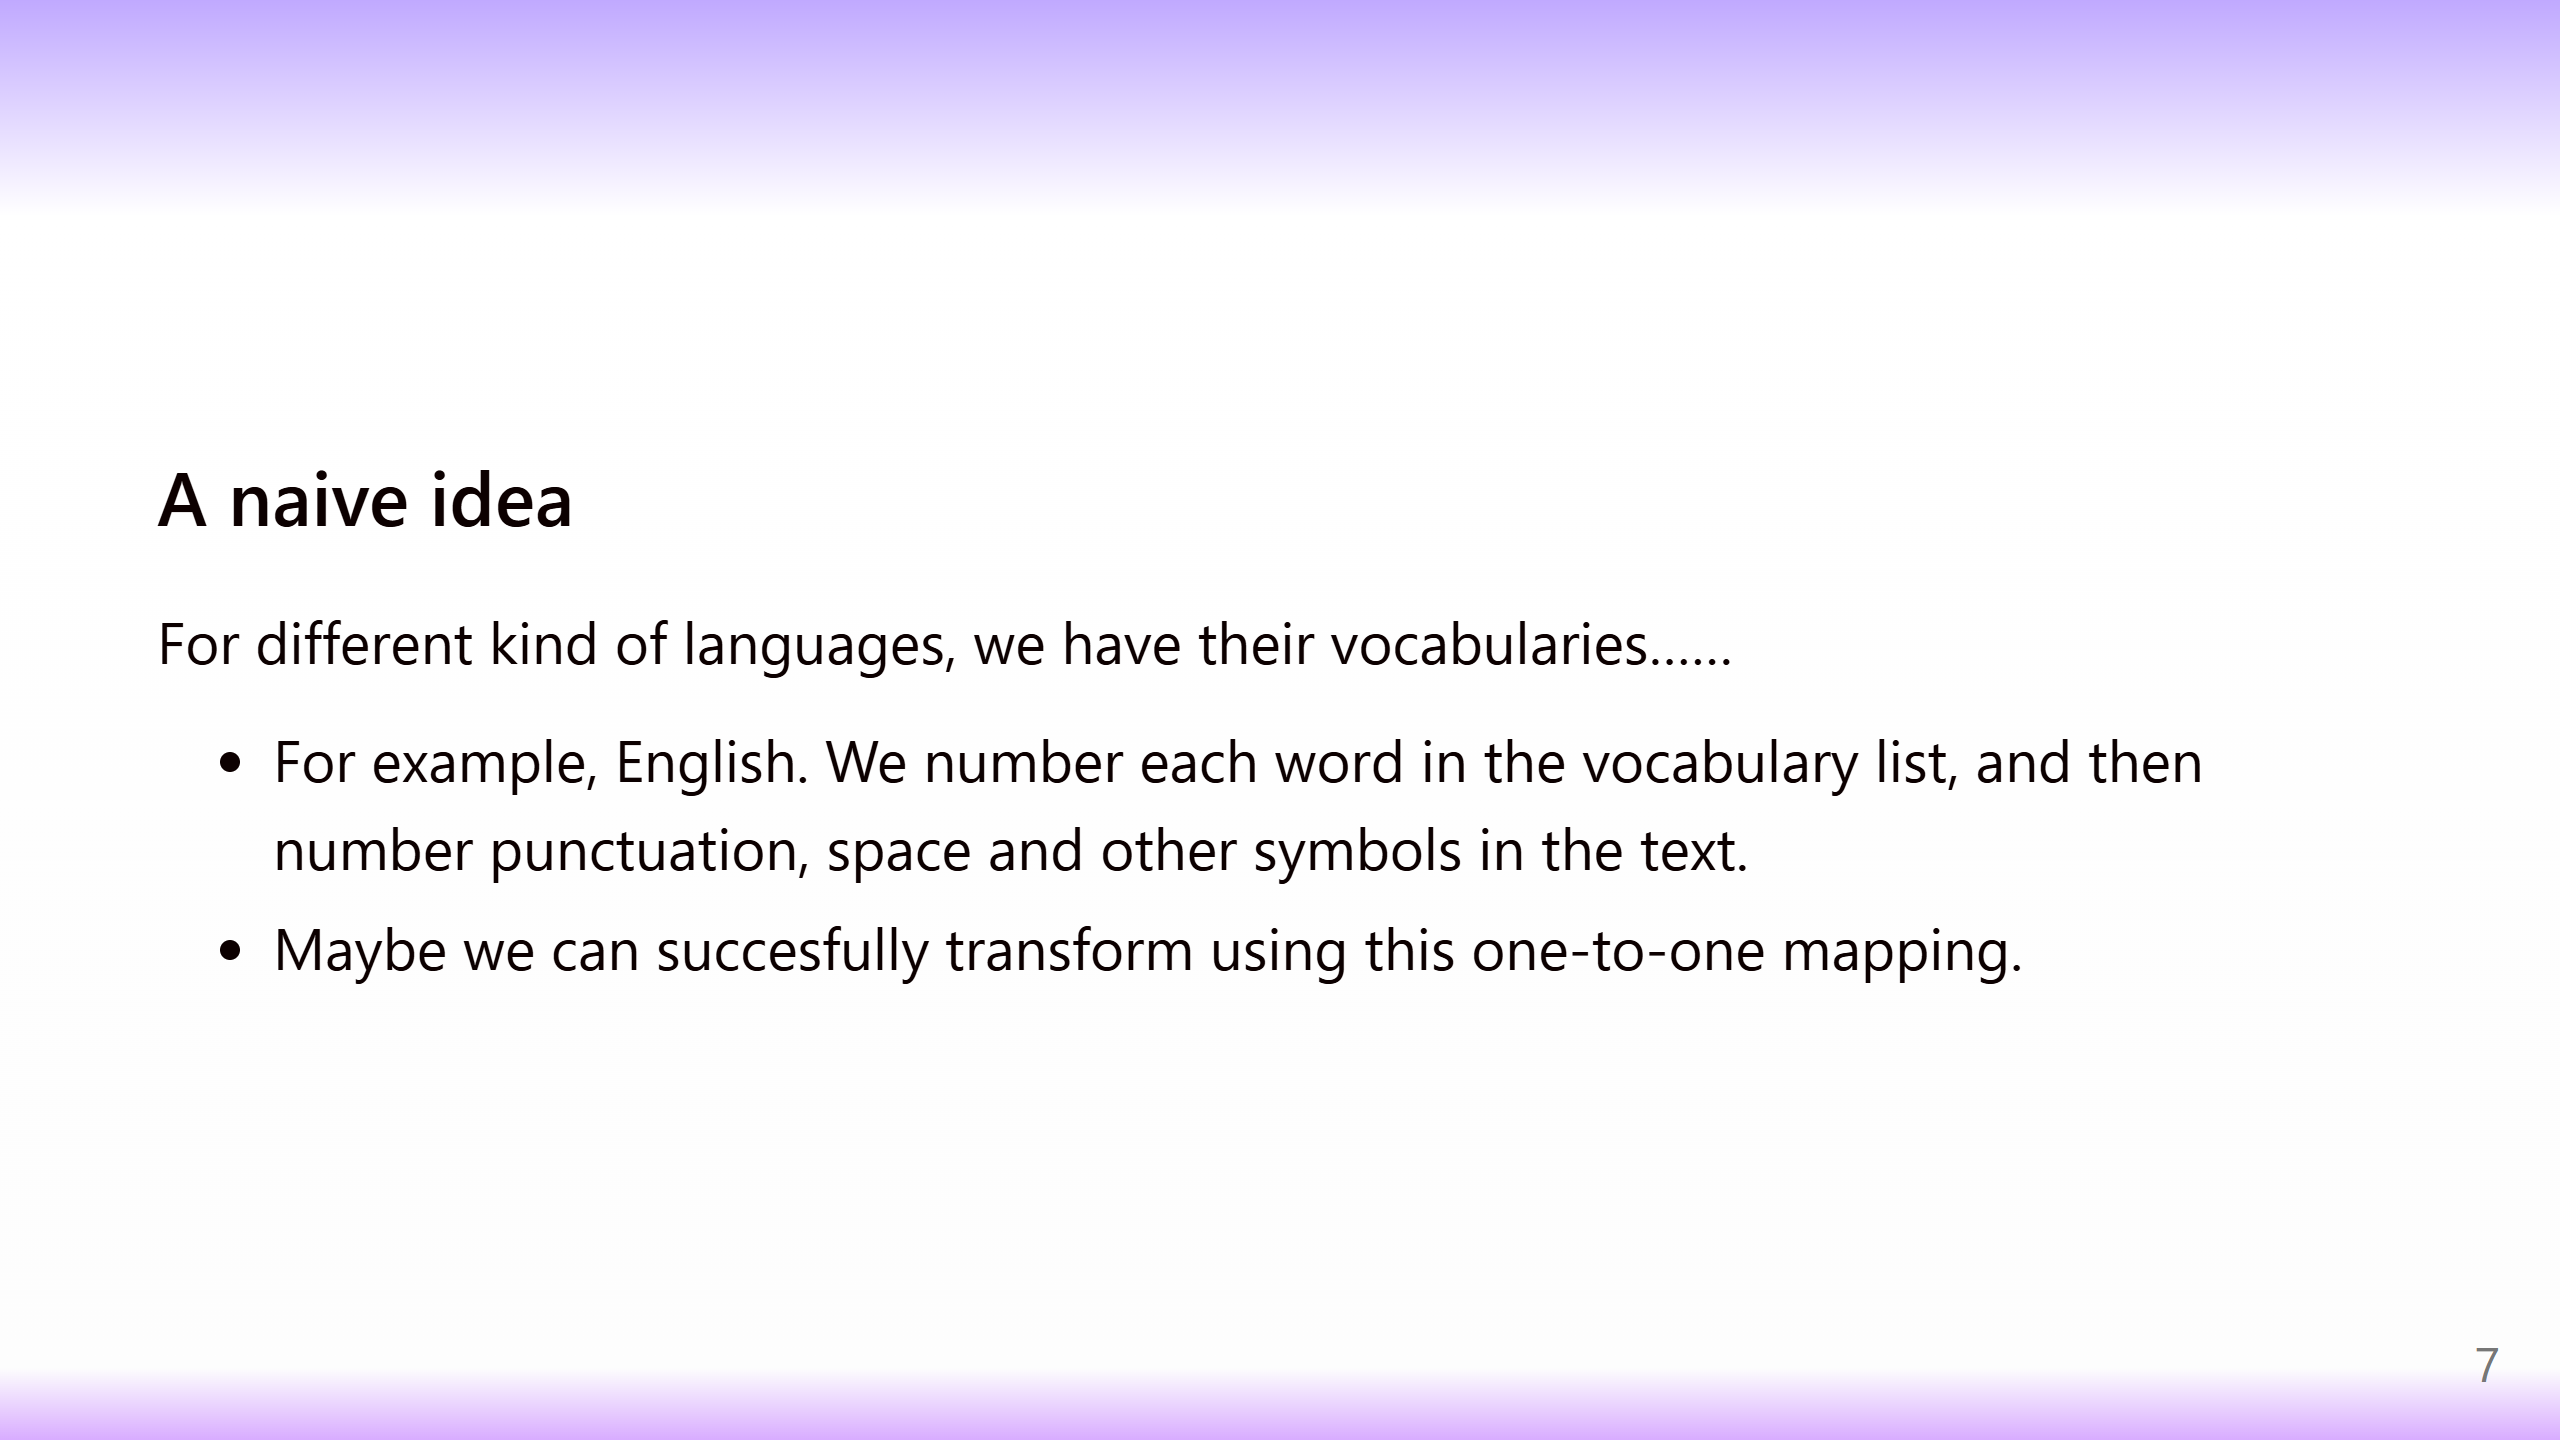 A naive idea
For different kind of languages, we have their vocabularies......
• For example, English. We number each word in the vocabulary list, and then
number punctuation, space and other symbols in the text.
• Maybe we can succesfully transform using this one-to-one mapping.
7